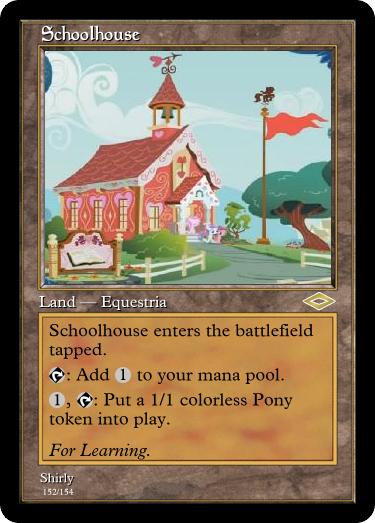 Schoolhouse
Land — Equestria
Schoolhouse enters the battlefield
tapped.
: Add 1 to your mana pool.
1, : Put a 1/1 colorless Pony
token into play.
For Learning.
Shirly
152/154